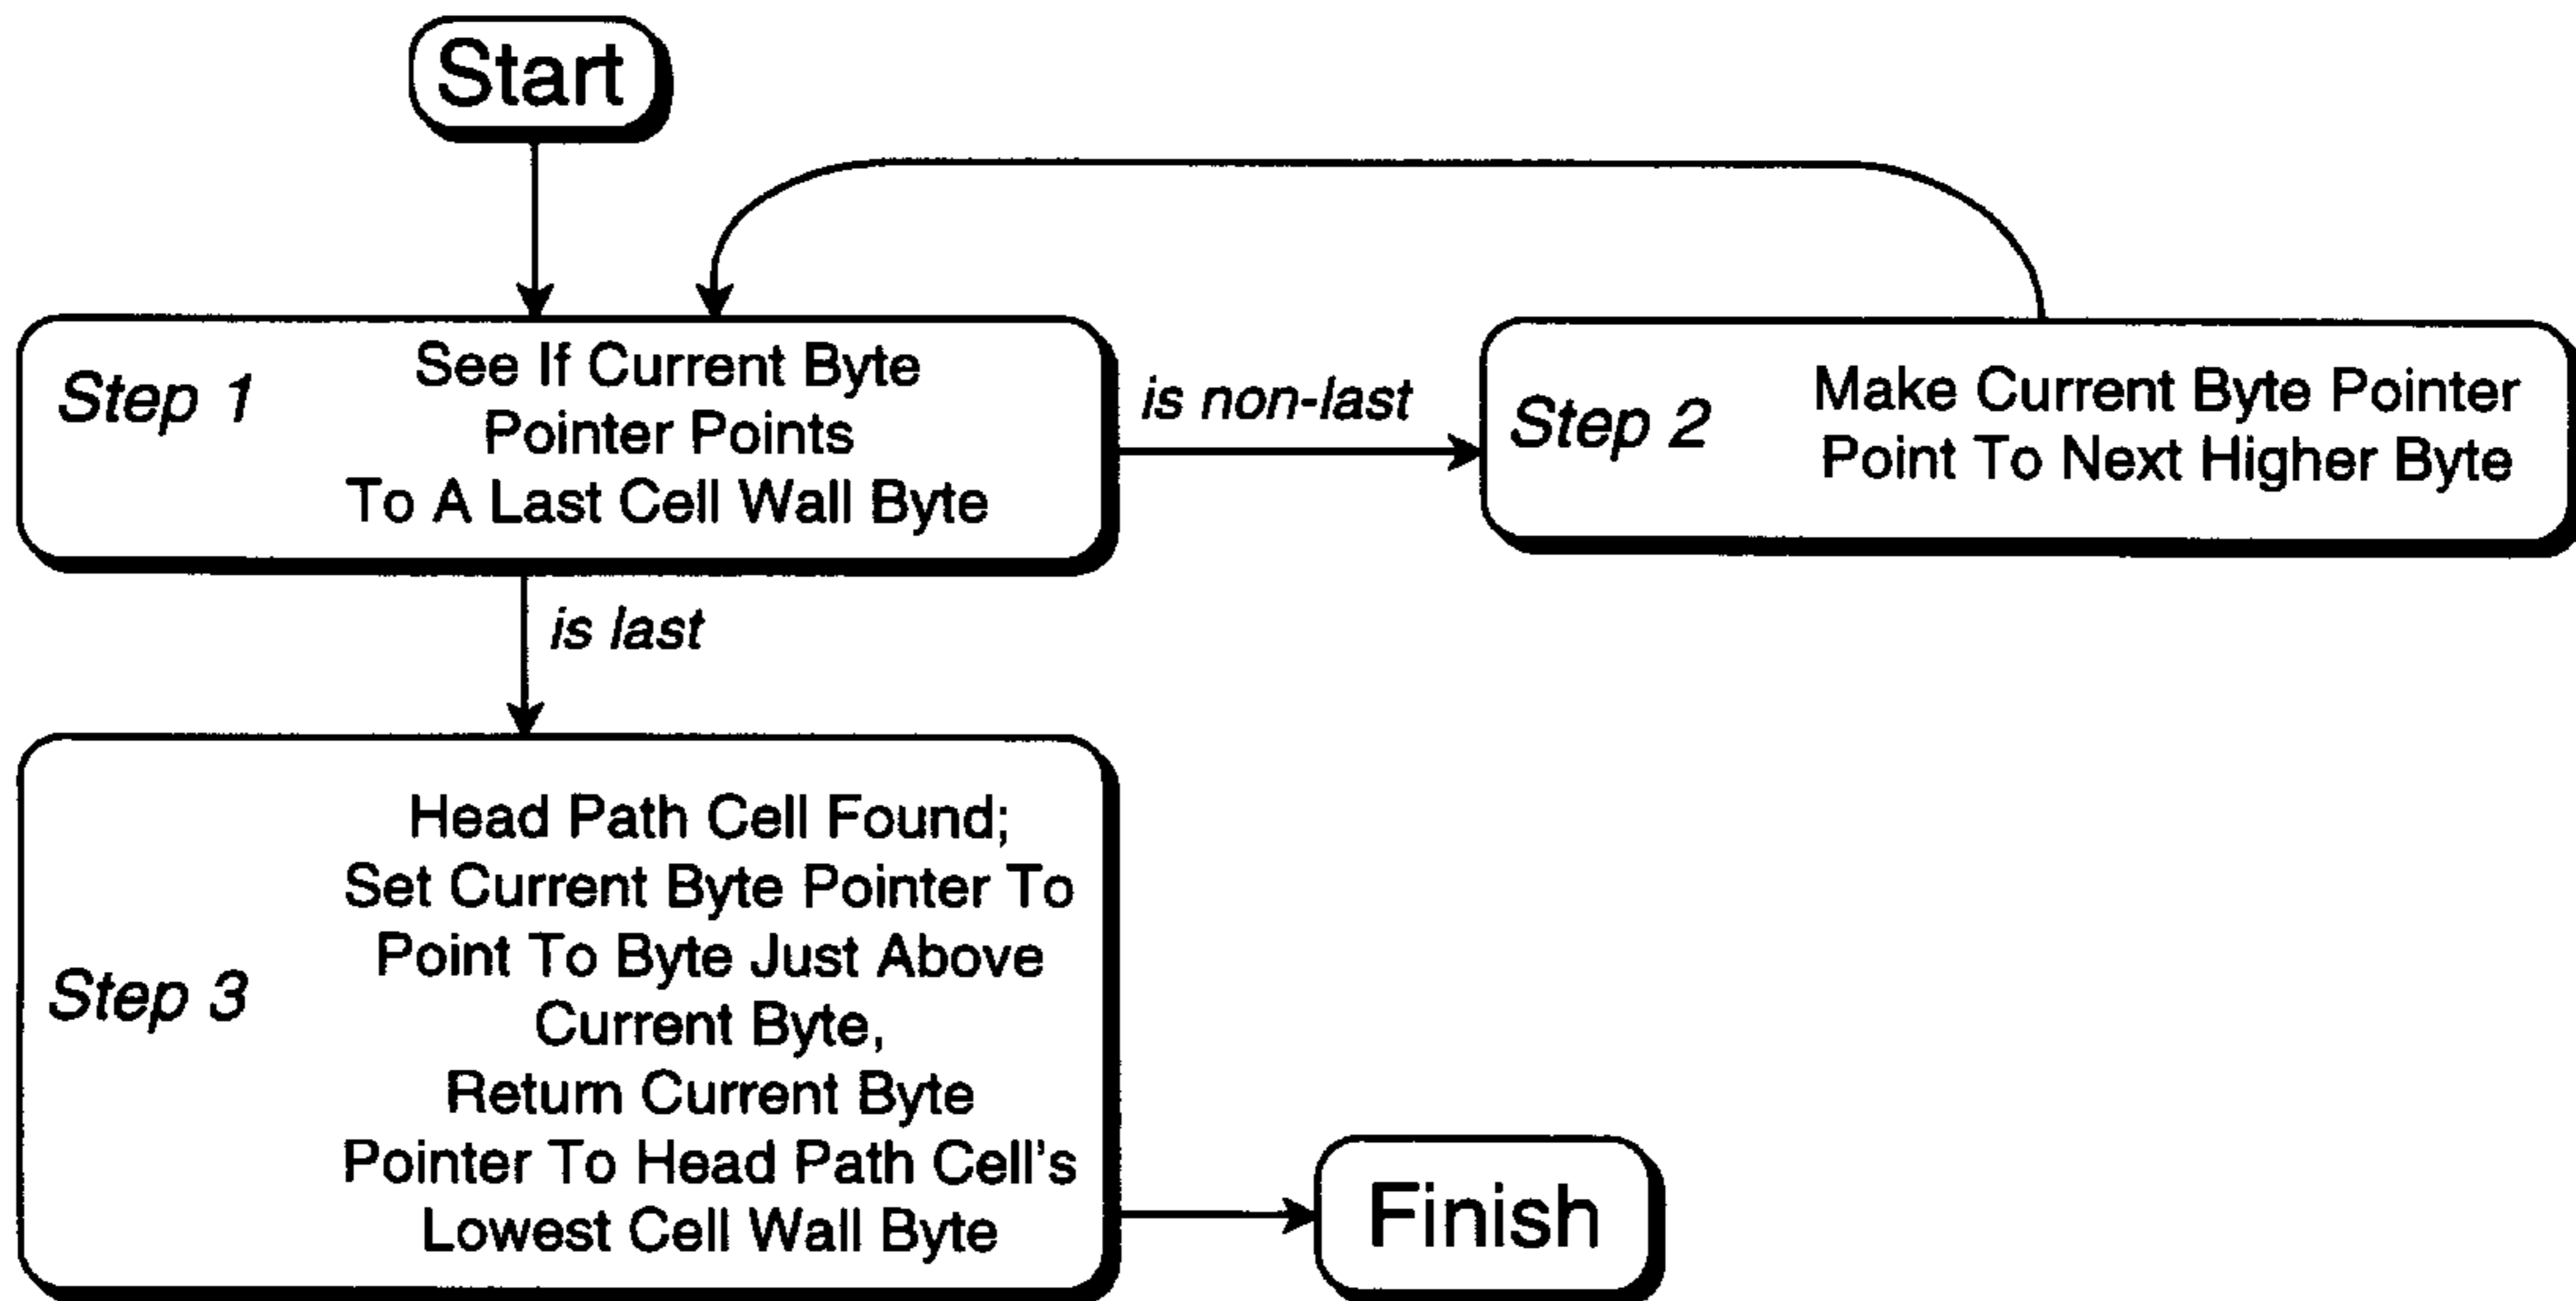 Start
Step 1
See If Current Byte
Pointer Points
To A Last Cell Wall Byte
is non-last
Step 2
Make Current Byte Pointer
Point To Next Higher Byte
is last
Step 3
Head Path Cell Found;
Set Current Byte Pointer To
Point To Byte Just Above
Current Byte,
Return Current Byte
Pointer To Head Path Cell's
Lowest Cell Wall Byte
Finish